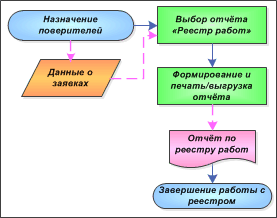 Назначение
поверителей
Выбор отчёта
«Реестр работ»
Данные о
заявках
Формирование и
печать/выгрузка
отчёта
Отчёт по
реестру работ
Завершение работы с
реестром